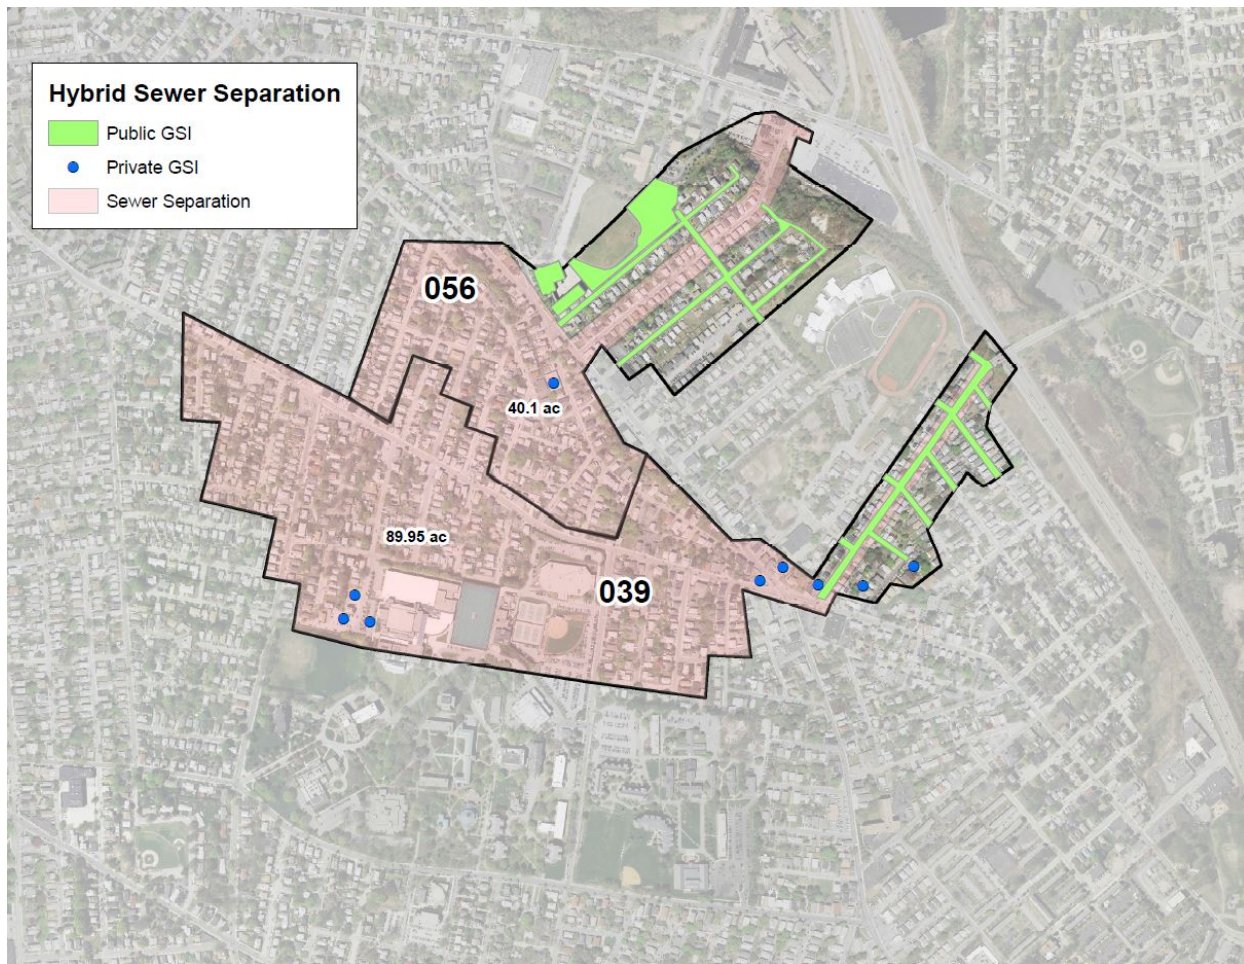 Hybrid Sewer Separation
Public GSI
Private GSI
Sewer Separation
056
40.1 ac
89.95 ac
039